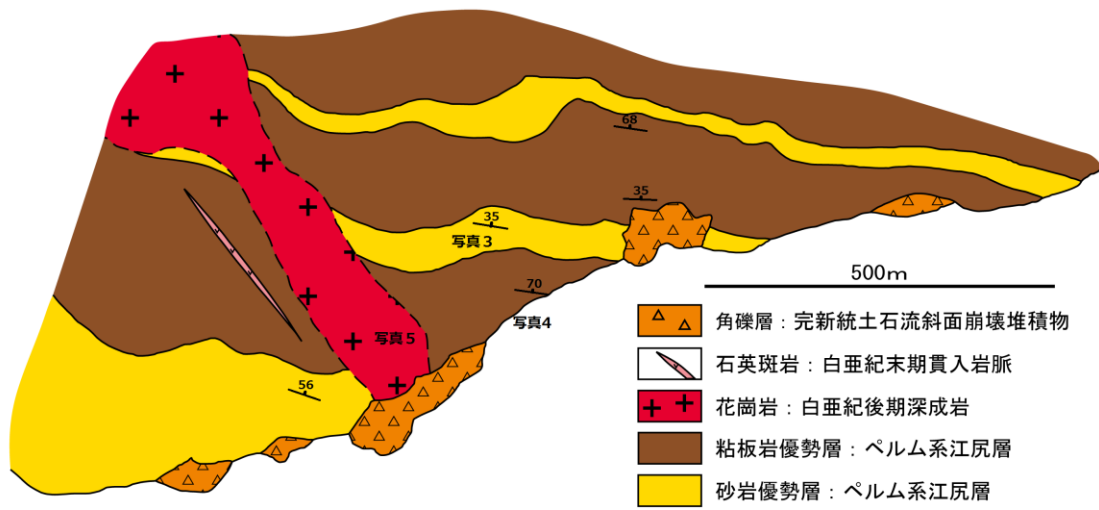 68
35
35
写真3
70
写真4
写真5
56
500m
角礫層：完新統土石流斜面崩壊堆積物
石英斑岩：白亜紀末期貫入岩脈
花崗岩：白亜紀後期深成岩
粘板岩優勢層：ペルム系江尻層
砂岩優勢層：ペルム系江尻層